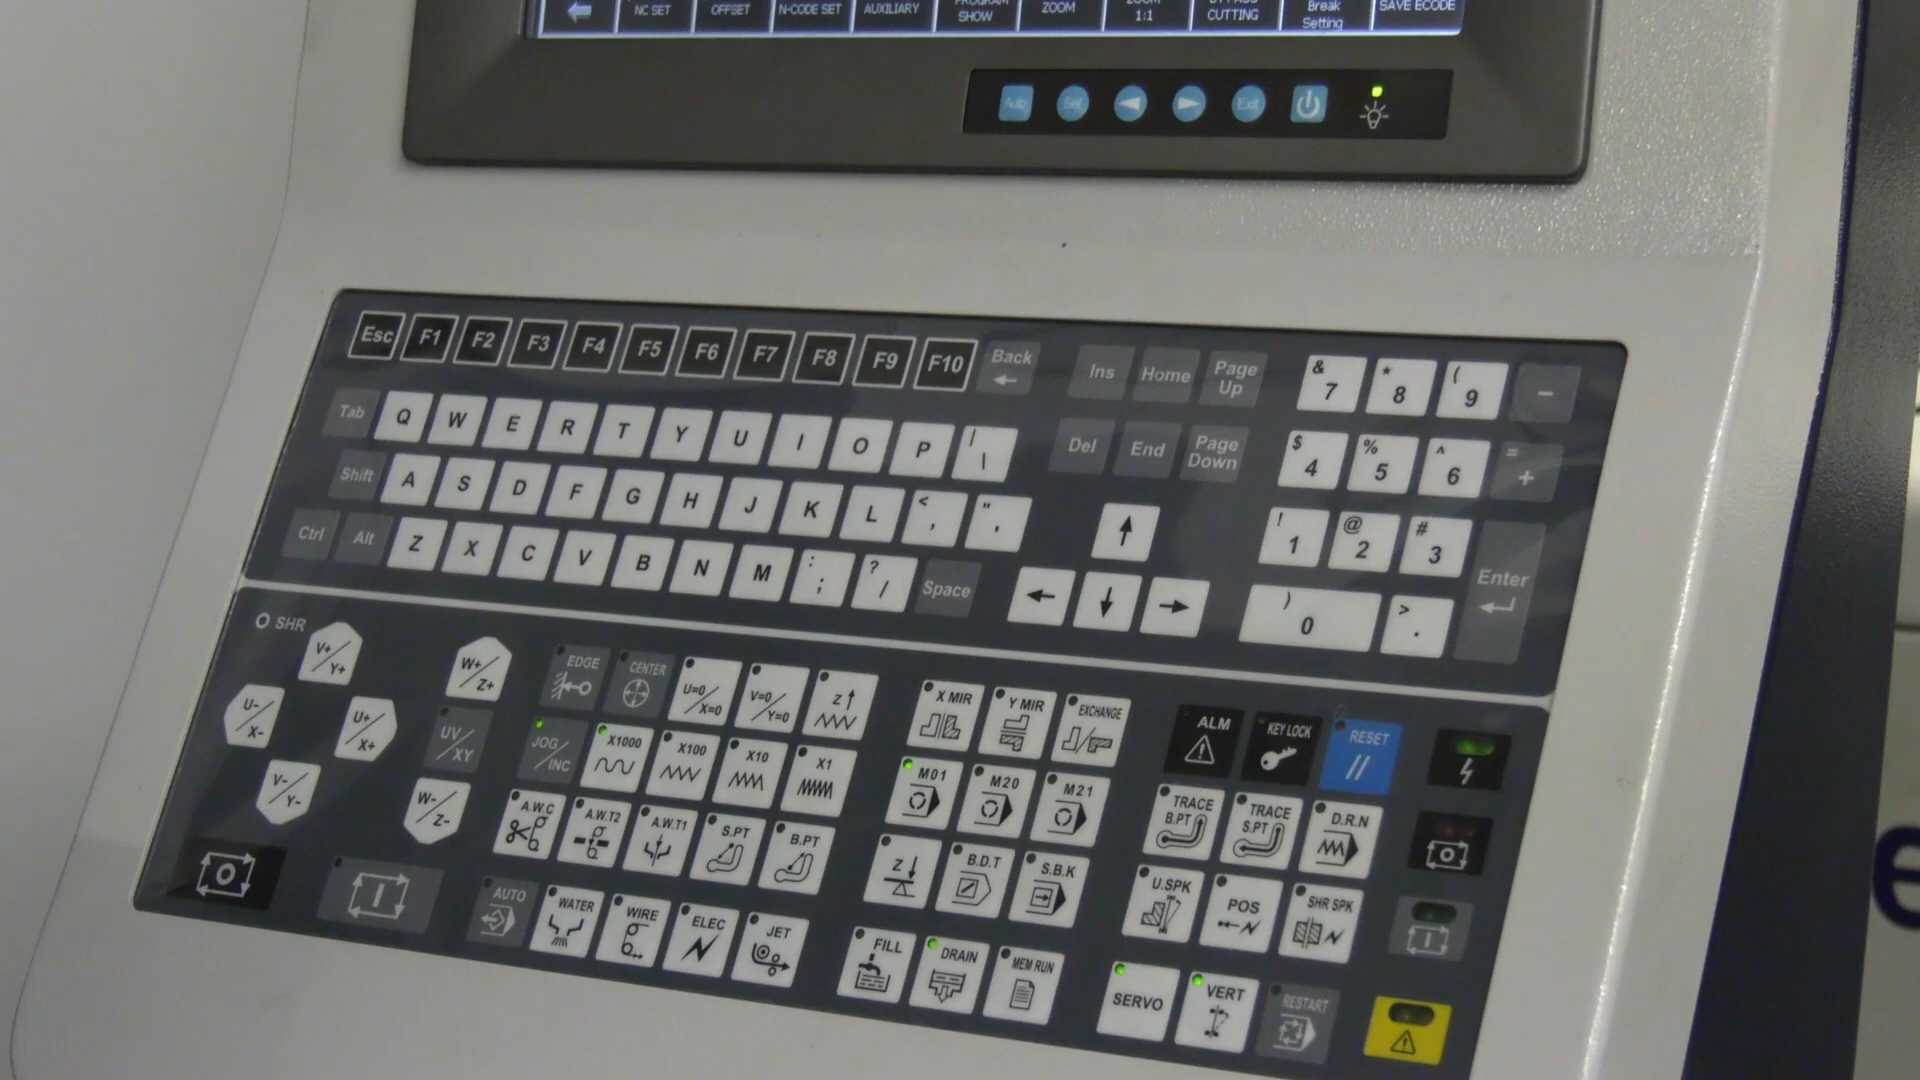 NC SET
OFFSET
N-CODE SET
AUXILIARY
PROGRAM
SHOW
ZOOM
ZOOM
1:1
BYPASS
CUTTING
Break
Setting
SAVE ECODE
Auto
Sel
Exit
Esc F1 F2 F3 F4 F5 F6 F7 F8 F9 F10 Back
Ins Home Page Up
& 7 * 8 ( 9 -
Tab Q W E R T Y U I O P | \
Del End Page Down
$ 4 % 5 ^ 6 = +
Shift A S D F G H J K L < , " '
! 1 @ 2 # 3
Ctrl Alt Z X C V B N M : ; ? / Space
Enter
) 0 > .
SHR
V+/Y+
W+/Z+
EDGE
CENTER
U=0/X=0
V=0/Y=0
Z
X MIR
Y MIR
EXCHANGE
ALM
KEY LOCK
RESET
U-/X-
U+/X+
UV/XY
JOG/INC
X1000
X100
X10
X1
M01
M20
M21
V-/Y-
W-/Z-
A.W.C
A.W.T2
A.W.T1
S.PT
B.PT
Z
B.D.T
S.B.K
TRACE B.PT
TRACE S.PT
D.R.N
AUTO
WATER
WIRE
ELEC
JET
FILL
DRAIN
MEM RUN
U.SPK
POS
SHR SPK
SERVO
VERT
RESTART
e